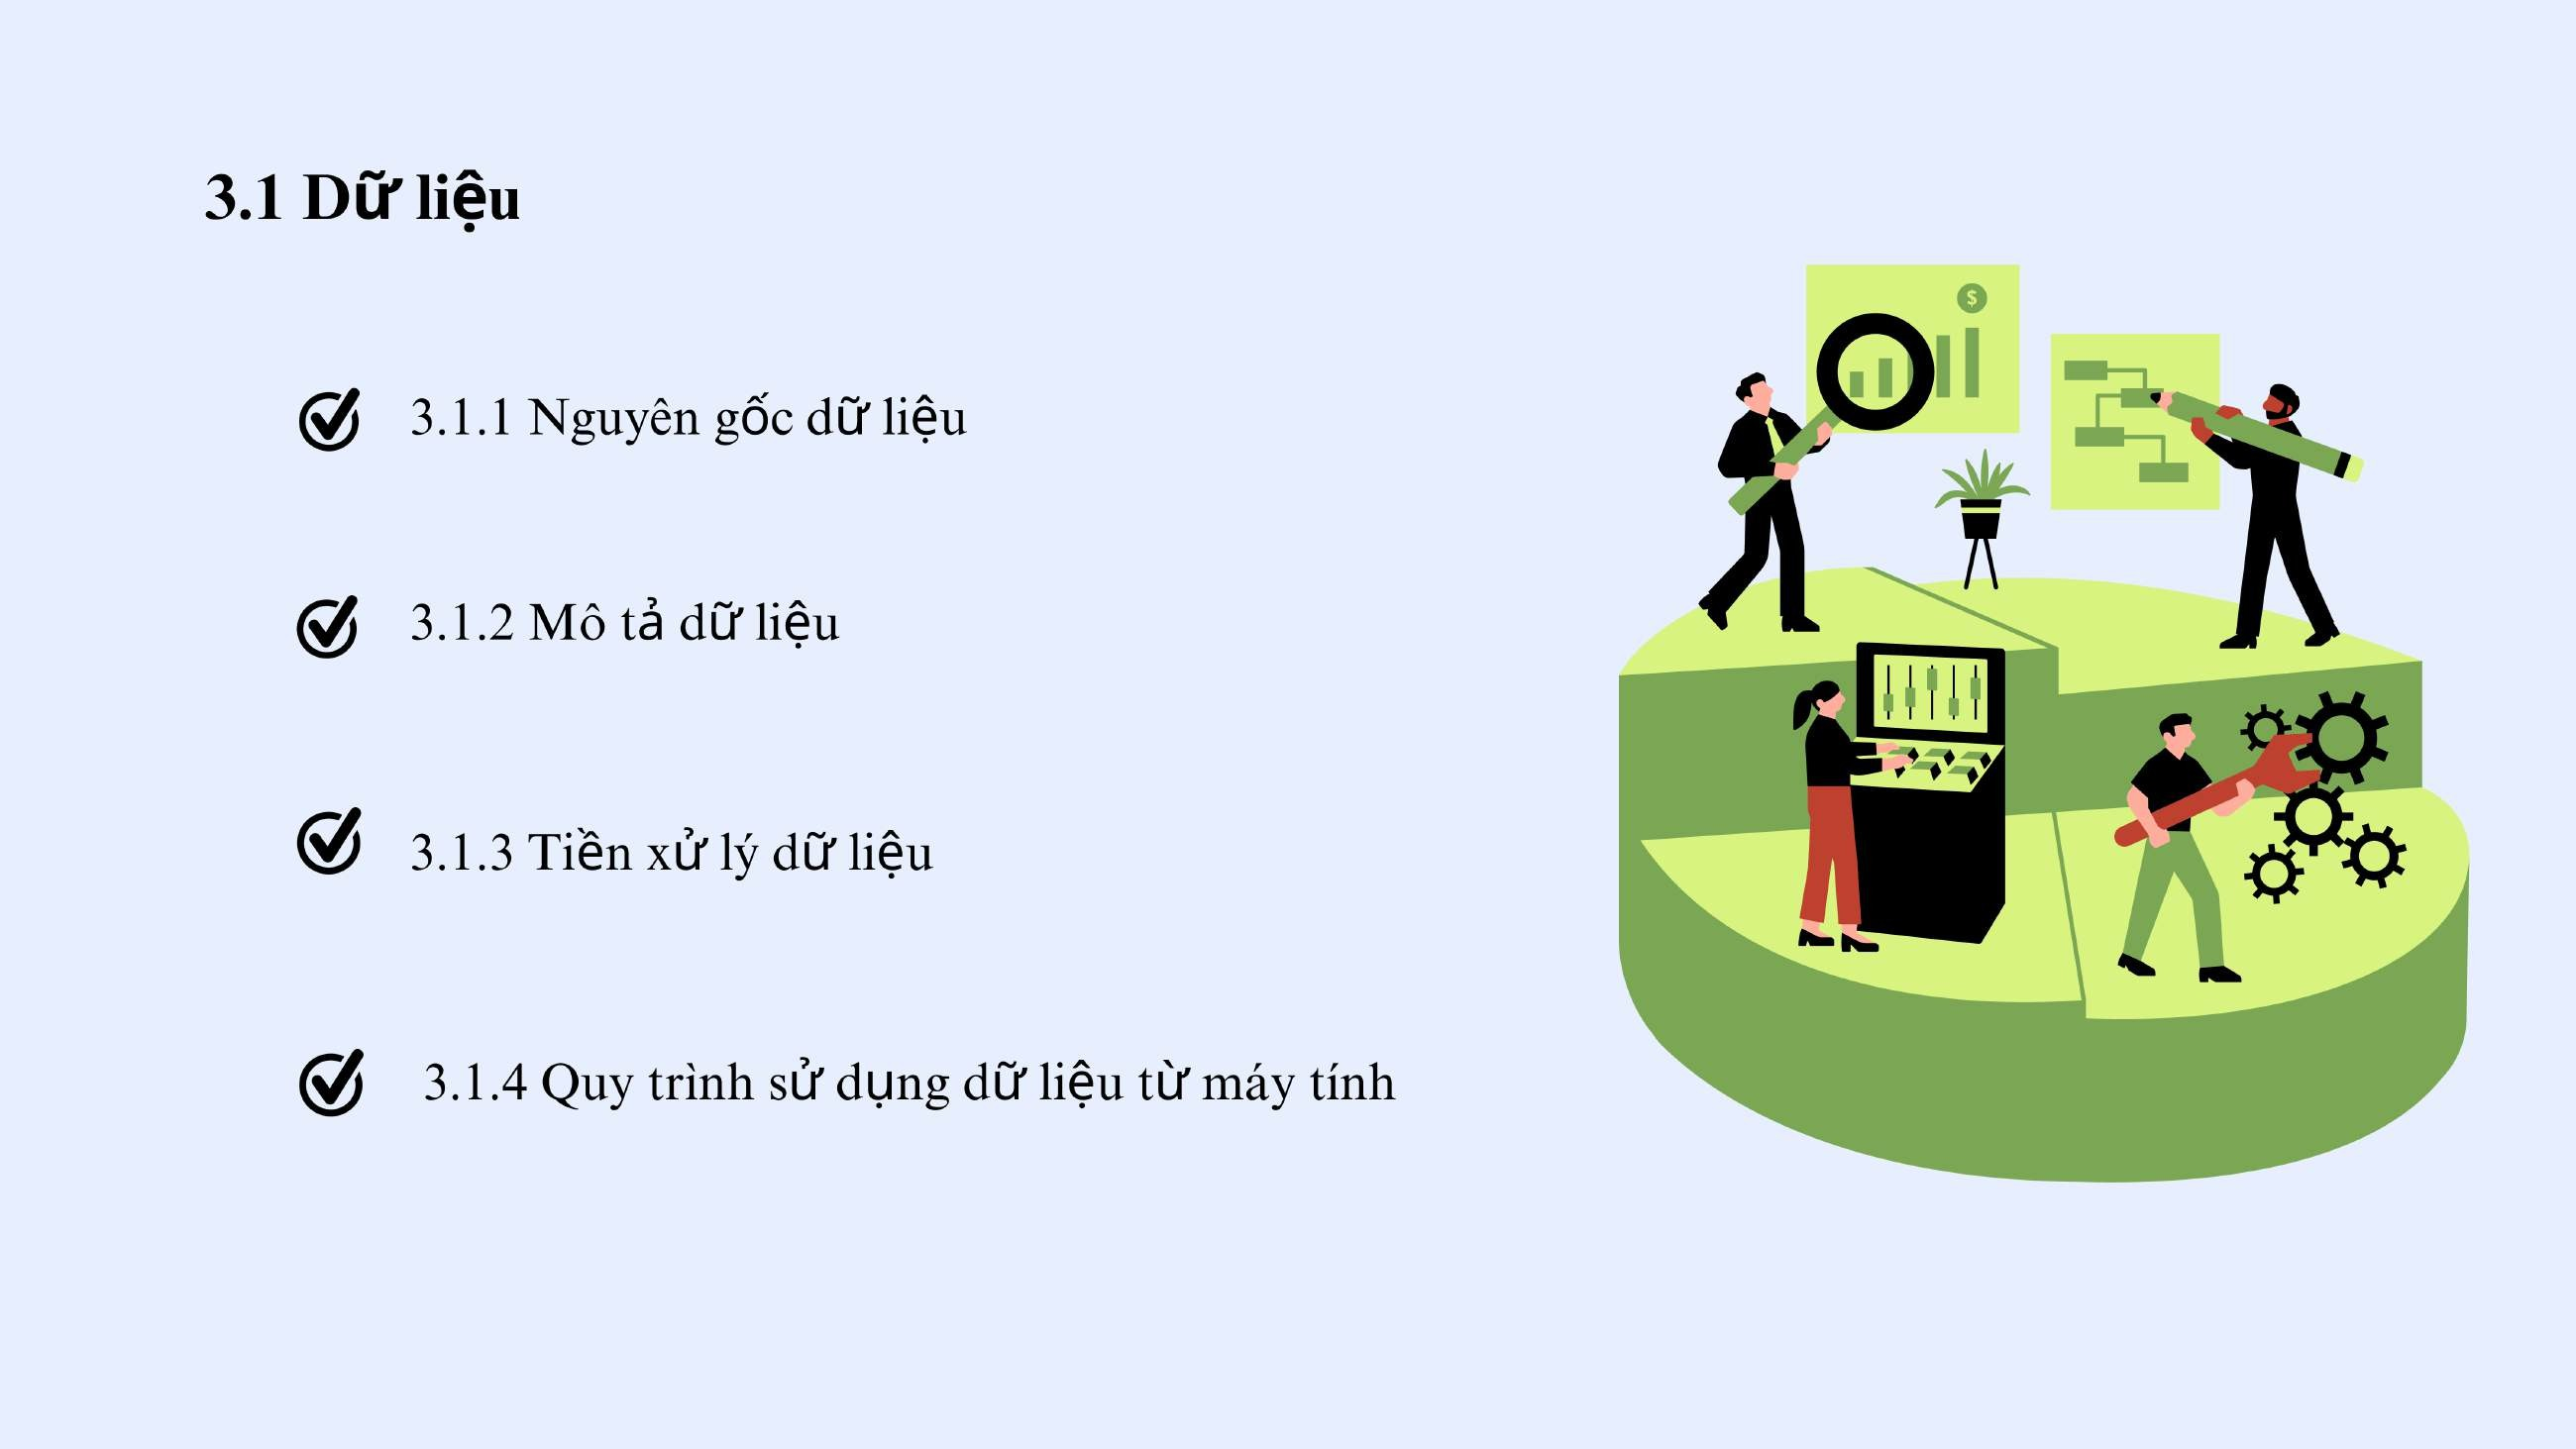 3.1 Dữ liệu
3.1.1 Nguyên gốc dữ liệu
3.1.2 Mô tả dữ liệu
3.1.3 Tiền xử lý dữ liệu
3.1.4 Quy trình sử dụng dữ liệu từ máy tính
$